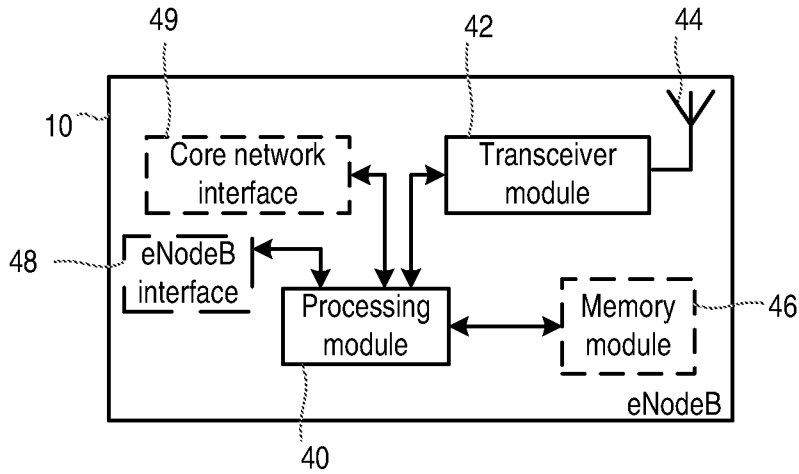 49
42
44
10
Core network
interface
Transceiver
module
48
eNodeB
interface
Processing
module
Memory
module
46
eNodeB
40